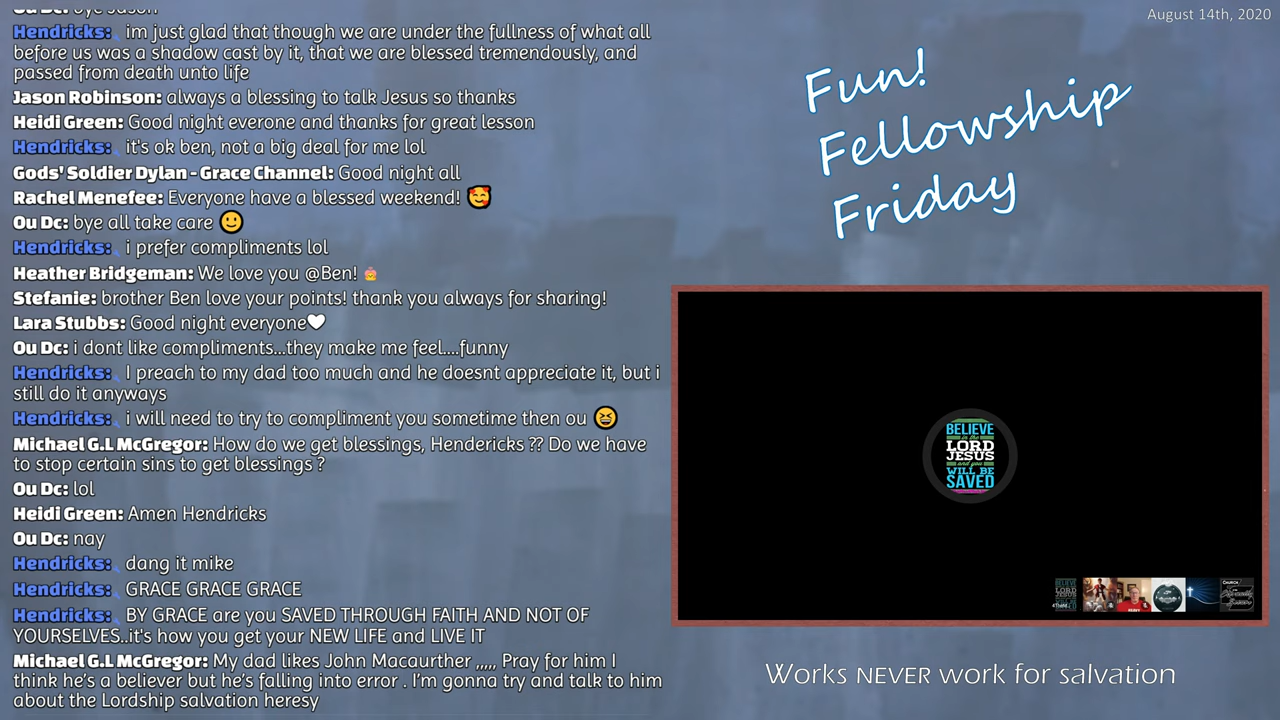 Ou Dc: bye Jason
Hendricks: im just glad that though we are under the fullness of what all
before us was a shadow cast by it, that we are blessed tremendously, and
passed from death unto life
Jason Robinson: always a blessing to talk Jesus so thanks
Heidi Green: Good night everone and thanks for great lesson
Hendricks: it's ok ben, not a big deal for me lol
Gods' Soldier Dylan - Grace Channel: Good night all
Rachel Menefee: Everyone have a blessed weekend! 🥰
Ou Dc: bye all take care 🙂
Hendricks: i prefer compliments lol
Heather Bridgeman: We love you @Ben!
Stefanie: brother Ben love your points! thank you always for sharing!
Lara Stubbs: Good night everyone🤍
Ou Dc: i dont like compliments...they make me feel....funny
Hendricks: I preach to my dad too much and he doesnt appreciate it, but i
still do it anyways
Hendricks: i will need to try to compliment you sometime then ou 😆
Michael G.L McGregor: How do we get blessings, Hendericks ?? Do we have
to stop certain sins to get blessings ?
Ou Dc: lol
Heidi Green: Amen Hendricks
Ou Dc: nay
Hendricks: dang it mike
Hendricks: GRACE GRACE GRACE
Hendricks: BY GRACE are you SAVED THROUGH FAITH AND NOT OF
YOURSELVES..it's how you get your NEW LIFE and LIVE IT
Michael G.L McGregor: My dad likes John Macaurther ,,,,, Pray for him I
think he's a believer but he's falling into error . I'm gonna try and talk to him
about the Lordship salvation heresy
August 14th, 2020
Fun!
Fellowship
Friday
BELIEVE
in the
LORD
JESUS
and you
WILL BE
SAVED
Works NEVER work for salvation